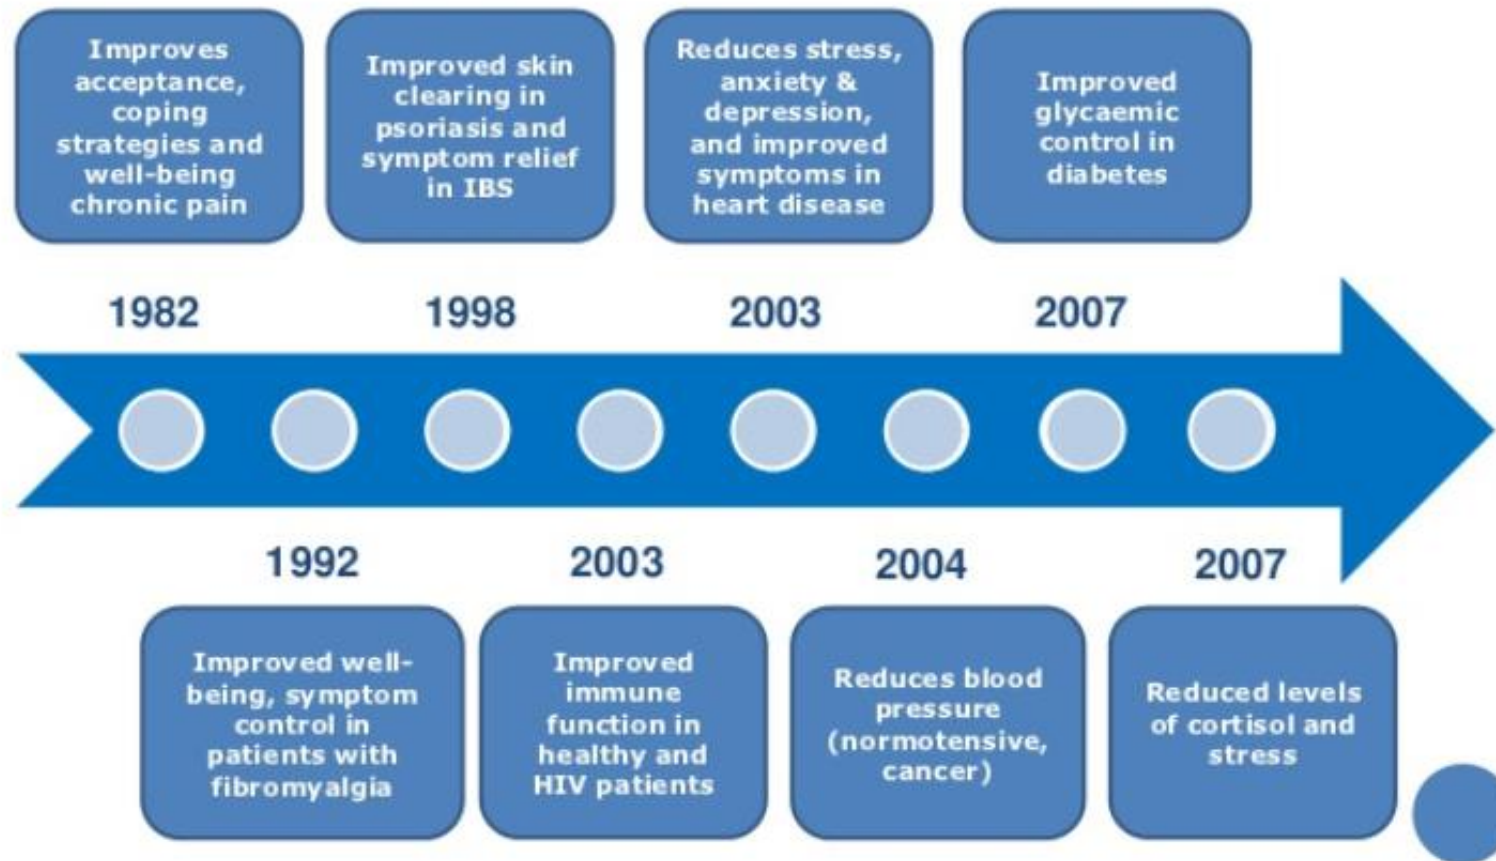 Improves
acceptance,
coping
strategies and
well-being
chronic pain
Improved skin
clearing in
psoriasis and
symptom relief
in IBS
Reduces stress,
anxiety &
depression,
and improved
symptoms in
heart disease
Improved
glycaemic
control in
diabetes
1982
1998
2003
2007
1992
2003
2004
2007
Improved well-
being, symptom
control in
patients with
fibromyalgia
Improved
immune
function in
healthy and
HIV patients
Reduces blood
pressure
(normotensive,
cancer)
Reduced levels
of cortisol and
stress